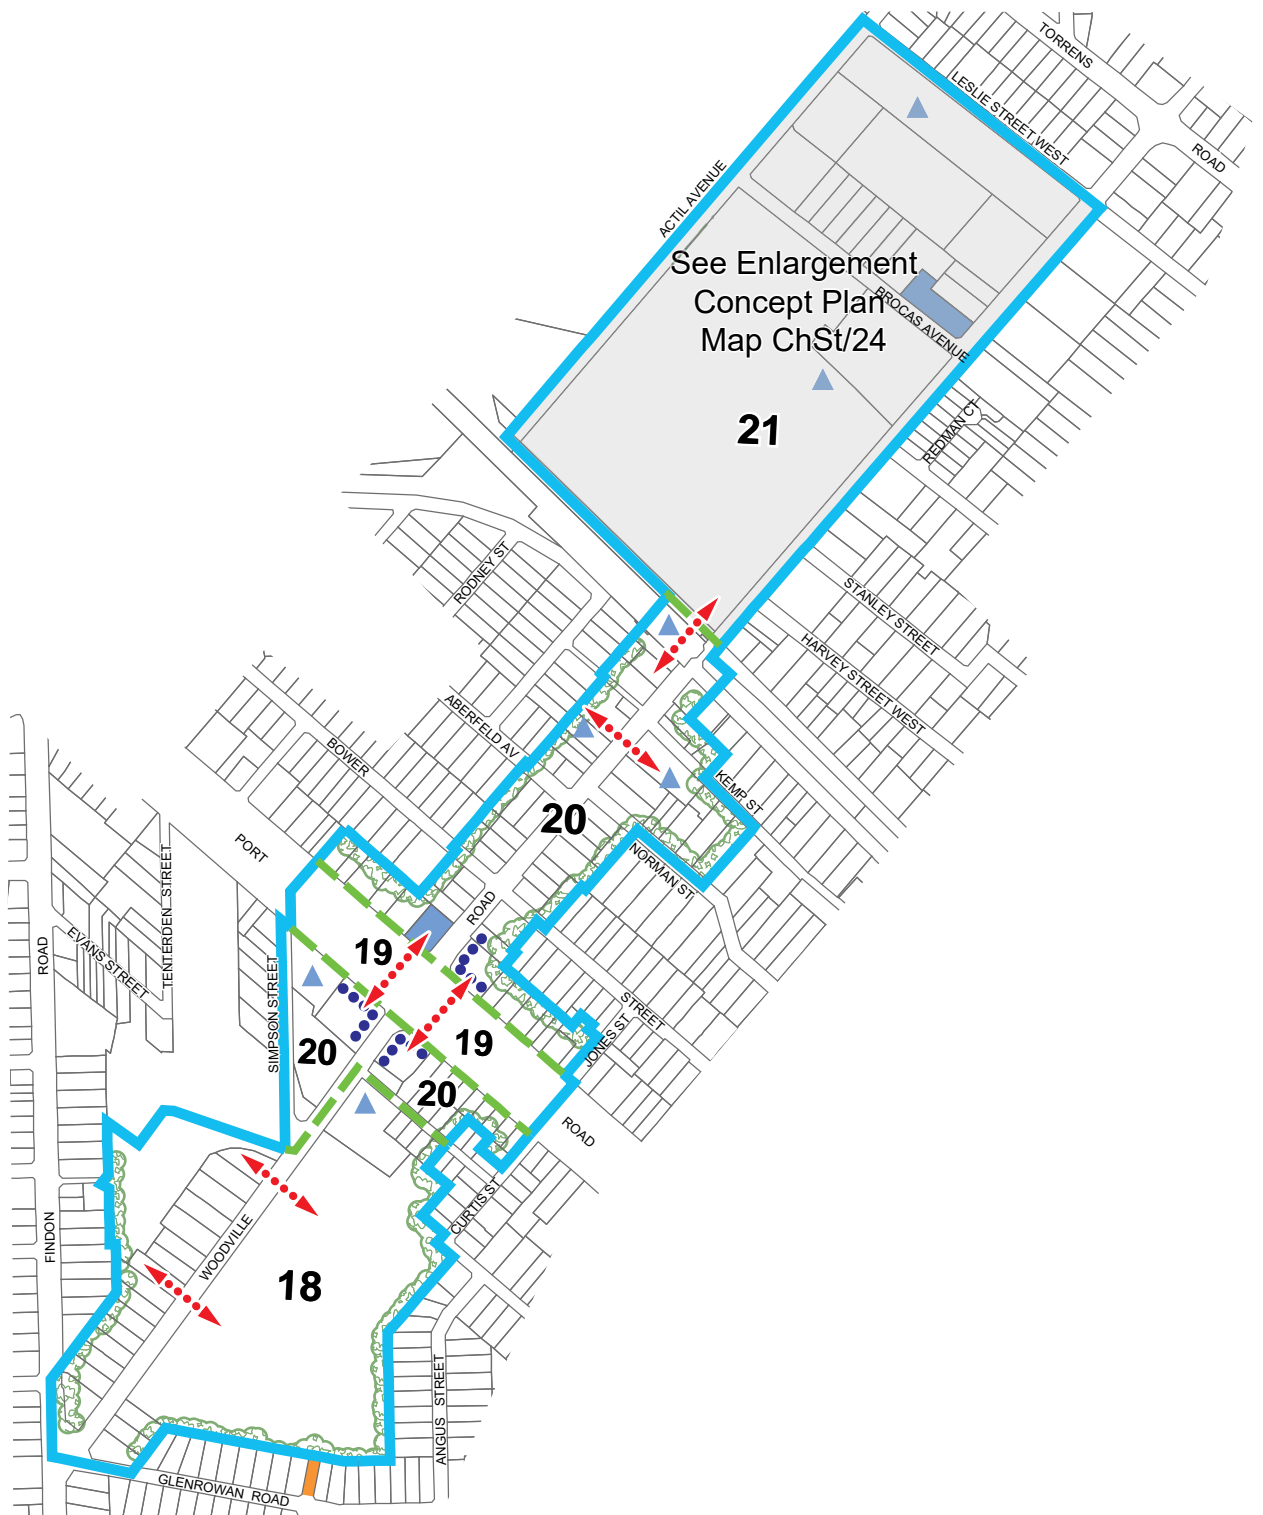 TORRENS
LESLIE STREET WEST
ROAD
ACTIL AVENUE
See Enlargement
Concept Plan
Map ChSt/24
BROCAS AVENUE
21
REDMAN CT
RODNEY ST
STANLEY STREET
HARVEY STREET WEST
ABERFELD AV
BOWER
KEMP ST
20
PORT
NORMAN ST
TENTERDEN STREET
ROAD
EVANS STREET
ROAD
SIMPSON STREET
19
STREET
JONES ST
19
20
20
ROAD
CURTIS ST
FINDON
WOODVILLE
18
ANGUS STREET
GLENROWAN ROAD